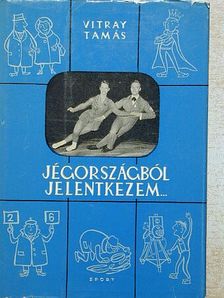 VITRAY
TAMÁS
JÉGORSZÁGBÓL
JELENTKEZEM...
2 6
SPORT